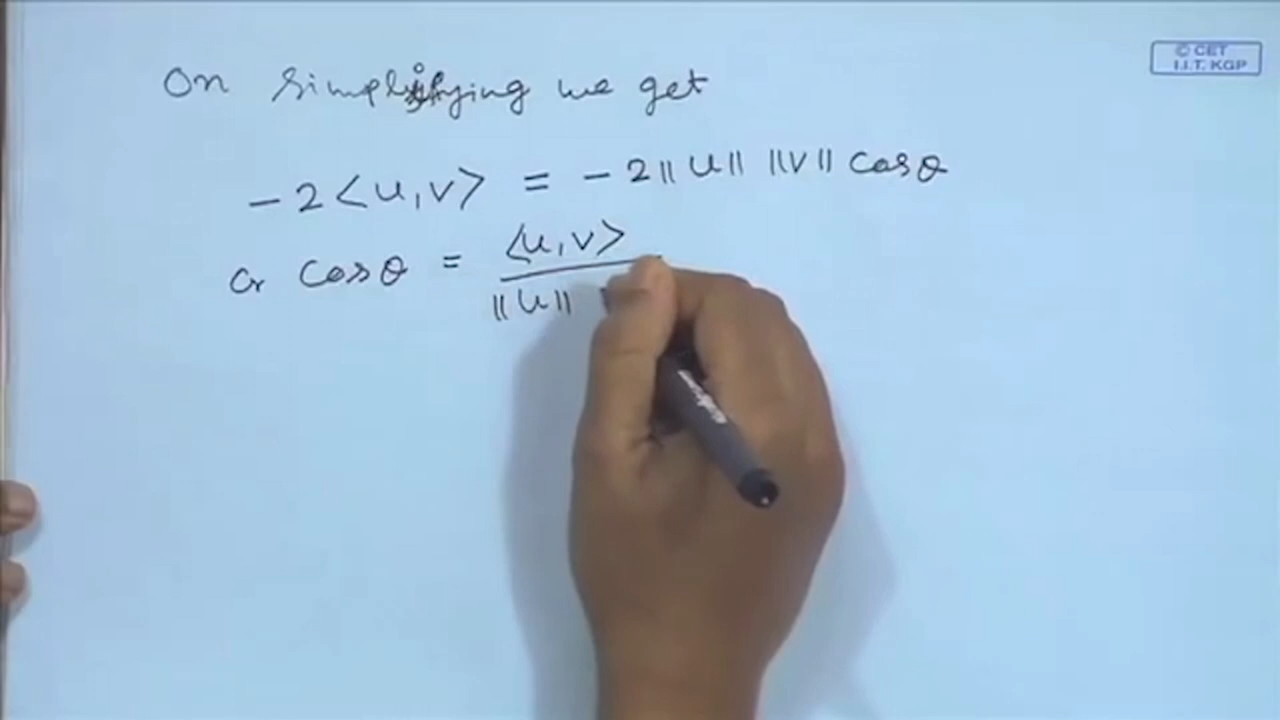 © CET
I.I.T. KGP
On simplifying we get
- 2 <u, v> = - 2 ||u|| ||v|| cos θ
or cos θ = <u, v> / ||u||